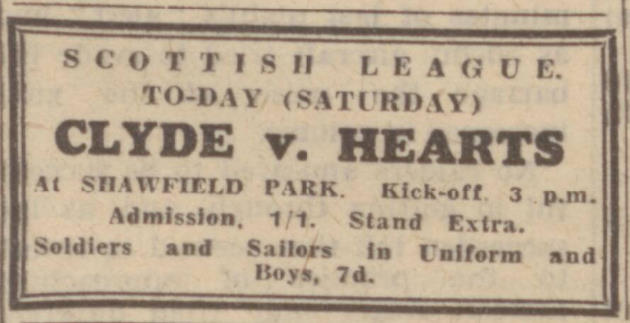 SCOTTISH LEAGUE.
TO-DAY (SATURDAY)
CLYDE v. HEARTS
At SHAWFIELD PARK. Kick-off, 3 p.m.
Admission, 1/1. Stand Extra.
Soldiers and Sailors in Uniform and
Boys, 7d.